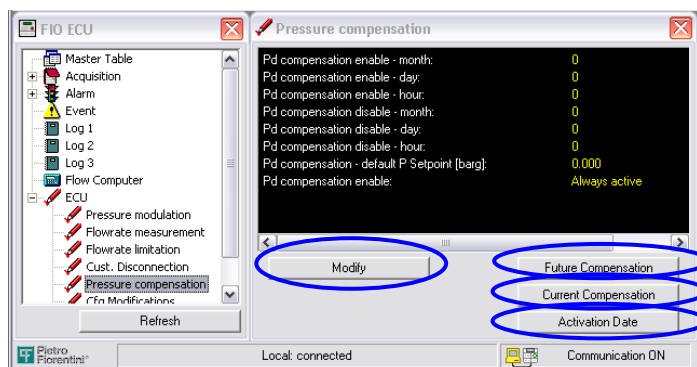 FIO ECU
Master Table
Acquisition
Alarm
Event
Log 1
Log 2
Log 3
Flow Computer
ECU
Pressure modulation
Flowrate measurement
Flowrate limitation
Cust. Disconnection
Pressure compensation
Cfg Modifications
Refresh
Pressure compensation
Pd compensation enable - month: 0
Pd compensation enable - day: 0
Pd compensation enable - hour: 0
Pd compensation disable - month: 0
Pd compensation disable - day: 0
Pd compensation disable - hour: 0
Pd compensation - default P Setpoint [barg]: 0.000
Pd compensation enable: Always active
Modify
Future Compensation
Current Compensation
Activation Date
Pietro
Fiorentini
Local: connected
Communication ON